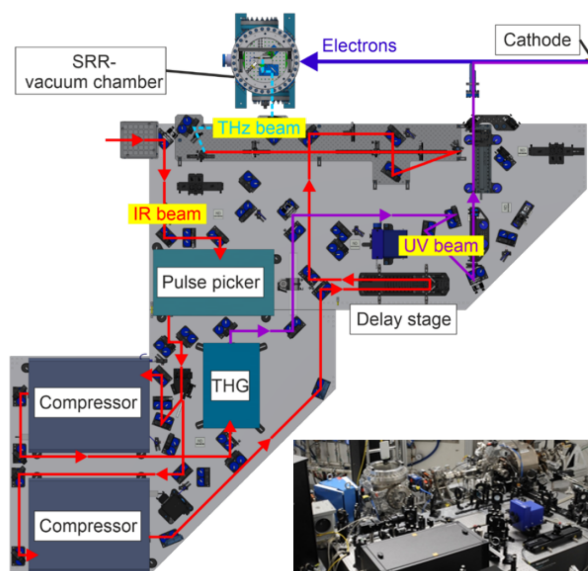 SRR-
vacuum chamber
Electrons
Cathode
THz beam
IR beam
UV beam
Pulse picker
Delay stage
THG
Compressor
Compressor